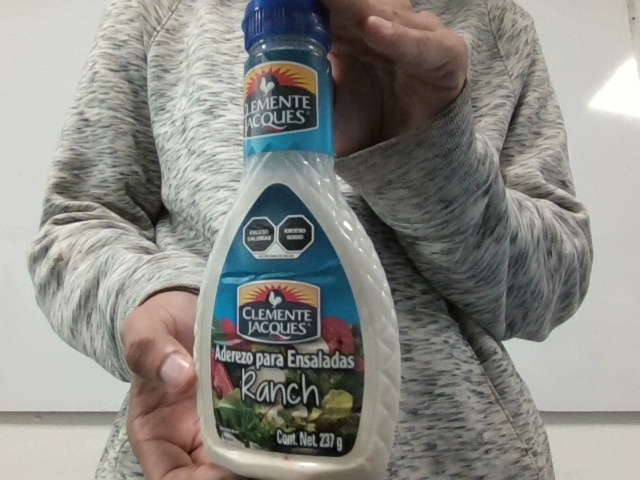 CLEMENTE
JACQUES
EXCESO
CALORÍAS
EXCESO
SODIO
CLEMENTE
JACQUES
Aderezo para Ensaladas
Ranch
Cont. Net. 237 g